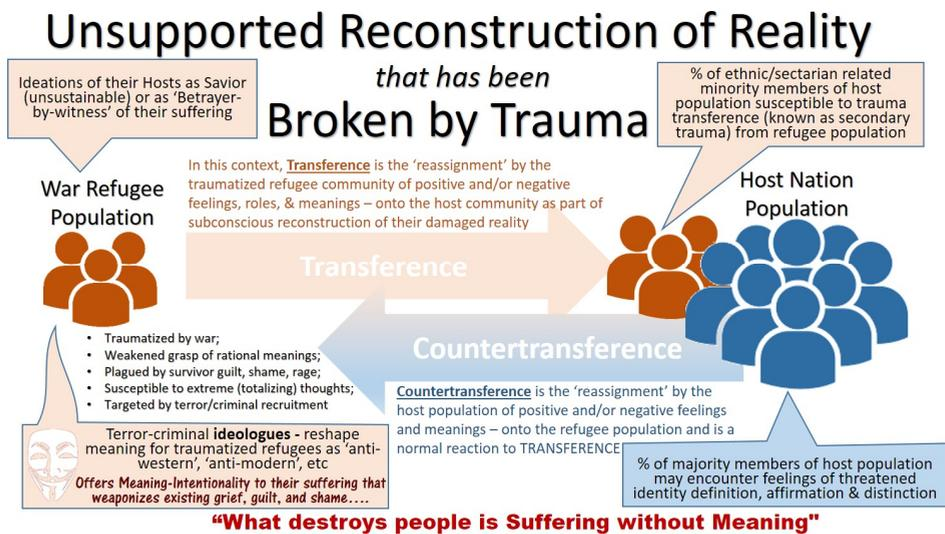 Unsupported Reconstruction of Reality
that has been
Broken by Trauma
Ideations of their Hosts as Savior
(unsustainable) or as ‘Betrayer-
by-witness’ of their suffering
% of ethnic/sectarian related
minority members of host
population susceptible to trauma
transference (known as secondary
trauma) from refugee population
War Refugee
Population
In this context, Transference is the ‘reassignment’ by the
traumatized refugee community of positive and/or negative
feelings, roles, & meanings – onto the host community as part of
subconscious reconstruction of their damaged reality
Host Nation
Population
Transference
Countertransference
• Traumatized by war;
• Weakened grasp of rational meanings;
• Plagued by survivor guilt, shame, rage;
• Susceptible to extreme (totalizing) thoughts;
• Targeted by terror/criminal recruitment
Countertransference is the ‘reassignment’ by the
host population of positive and/or negative feelings
and meanings – onto the refugee population and is a
normal reaction to TRANSFERENCE
Terror-criminal ideologues - reshape
meaning for traumatized refugees as ‘anti-
western’, ‘anti-modern’, etc
Offers Meaning-Intentionality to their suffering that
weaponizes existing grief, guilt, and shame....
% of majority members of host population
may encounter feelings of threatened
identity definition, affirmation & distinction
“What destroys people is Suffering without Meaning"